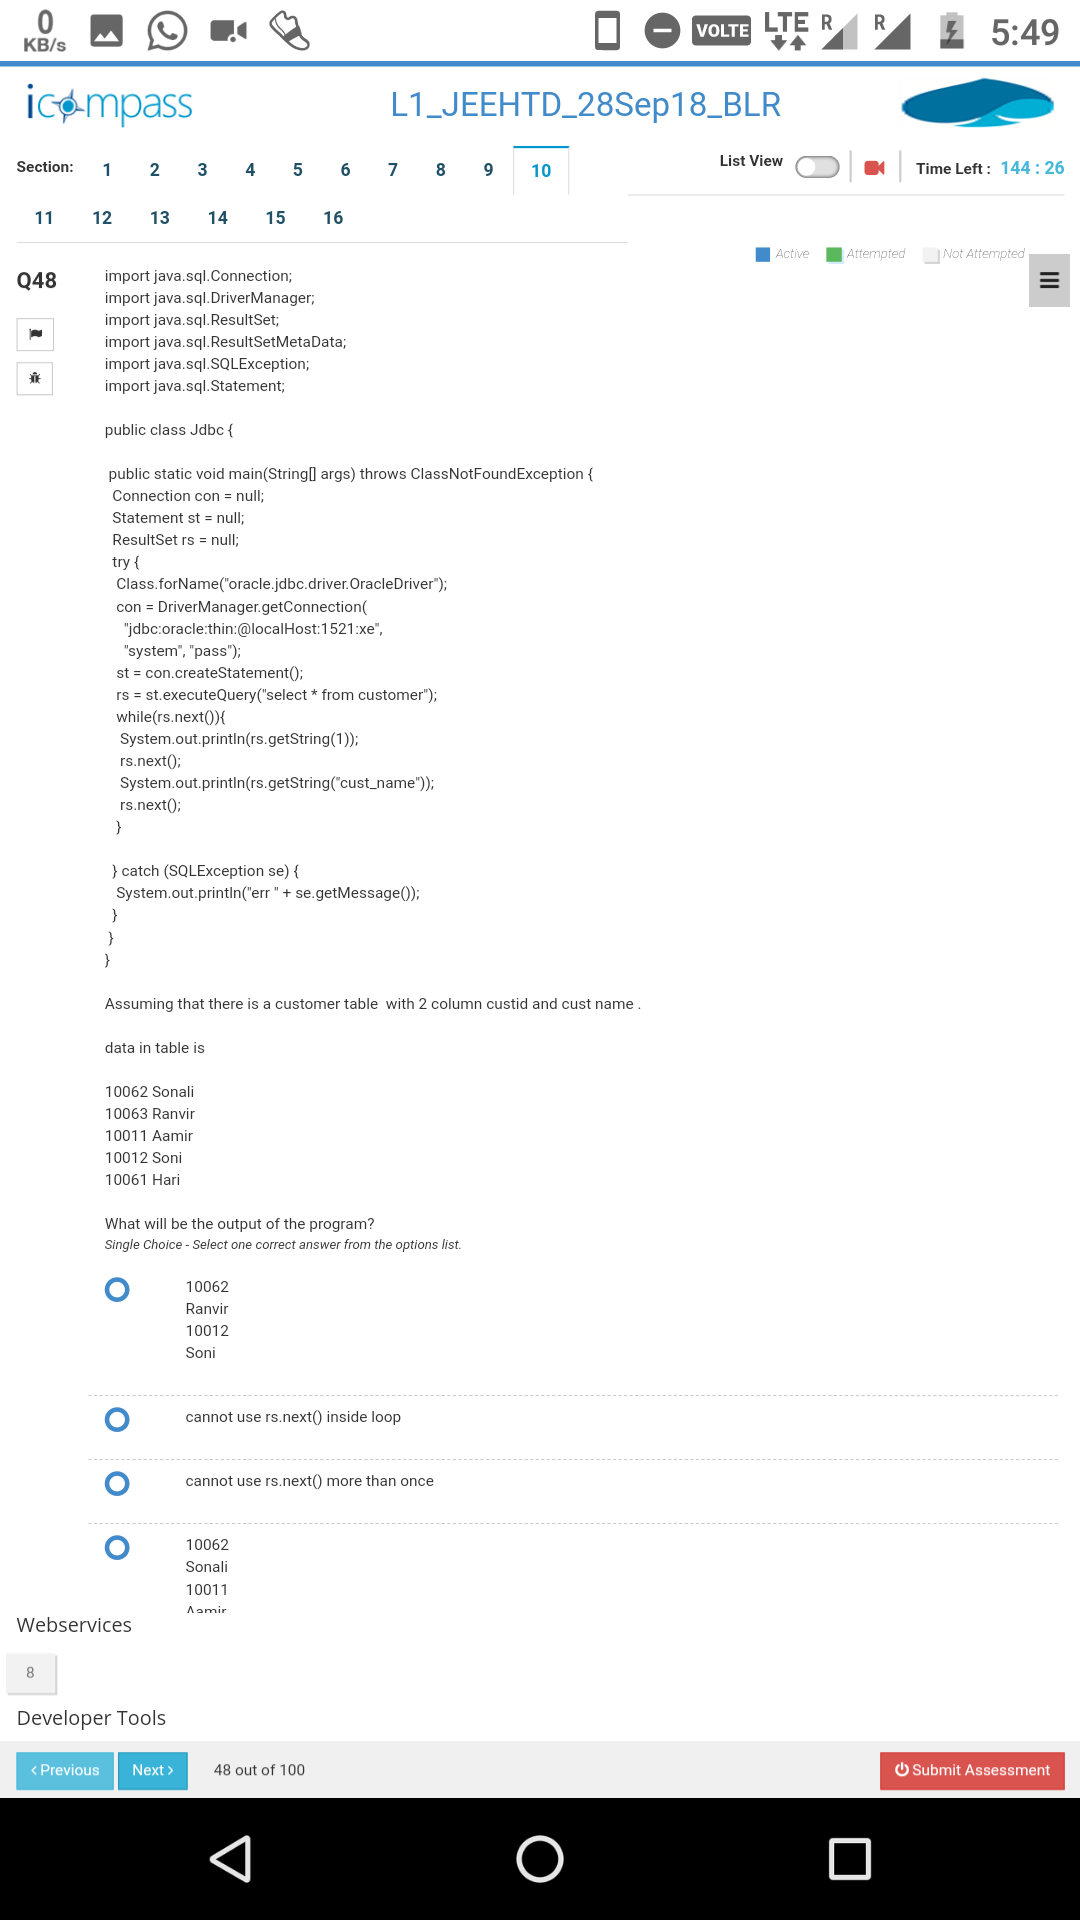 0
KB/s
VOLTE
LTE
R
R
5:49
icompass
L1_JEEHTD_28Sep18_BLR
Section: 1 2 3 4 5 6 7 8 9 10
List View
Time Left : 144 : 26
11 12 13 14 15 16
Active Attempted Not Attempted
Q48
import java.sql.Connection;
import java.sql.DriverManager;
import java.sql.ResultSet;
import java.sql.ResultSetMetaData;
import java.sql.SQLException;
import java.sql.Statement;
public class Jdbc {
public static void main(String[] args) throws ClassNotFoundException {
Connection con = null;
Statement st = null;
ResultSet rs = null;
try {
Class.forName("oracle.jdbc.driver.OracleDriver");
con = DriverManager.getConnection(
"jdbc:oracle:thin:@localHost:1521:xe",
"system", "pass");
st = con.createStatement();
rs = st.executeQuery("select * from customer");
while(rs.next()){
System.out.println(rs.getString(1));
rs.next();
System.out.println(rs.getString("cust_name"));
rs.next();
}
} catch (SQLException se) {
System.out.println("err " + se.getMessage());
}
}
}
Assuming that there is a customer table with 2 column custid and cust name .
data in table is
10062 Sonali
10063 Ranvir
10011 Aamir
10012 Soni
10061 Hari
What will be the output of the program?
Single Choice - Select one correct answer from the options list.
10062
Ranvir
10012
Soni
cannot use rs.next() inside loop
cannot use rs.next() more than once
10062
Sonali
10011
Aamir
Webservices
8
Developer Tools
Previous Next 48 out of 100 Submit Assessment